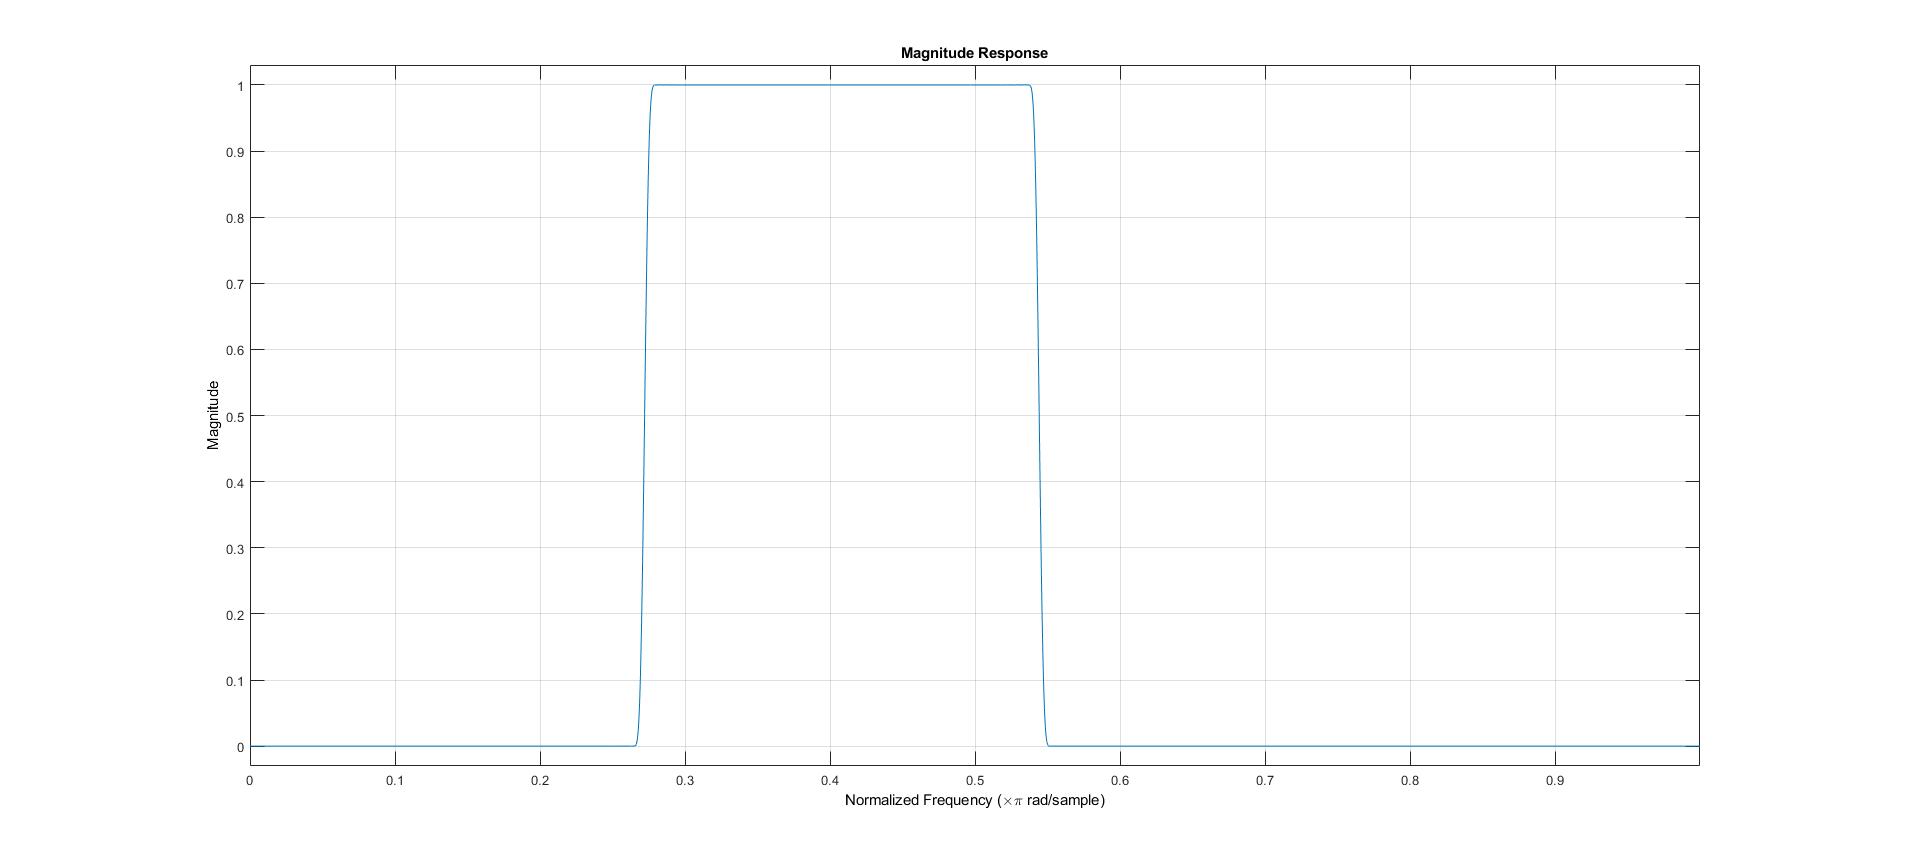 Magnitude Response
1
0.9
0.8
0.7
0.6
0.5
0.4
0.3
0.2
0.1
0
Magnitude
0 0.1 0.2 0.3 0.4 0.5 0.6 0.7 0.8 0.9
Normalized Frequency (×π rad/sample)